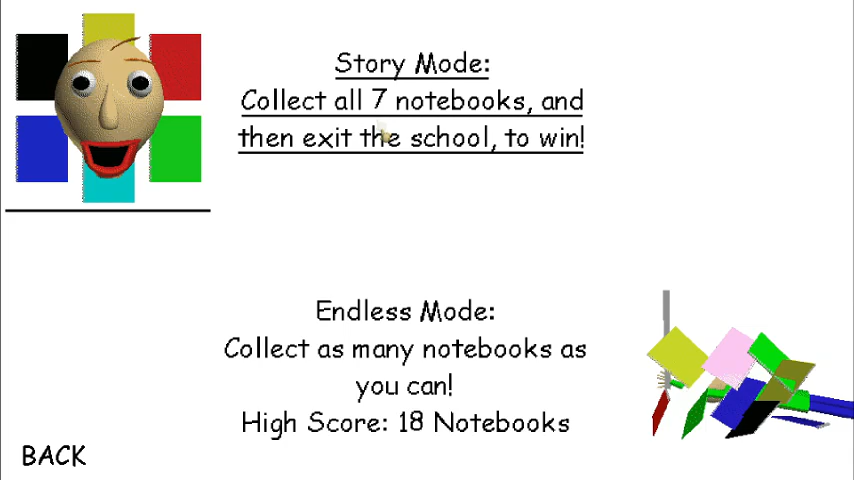 Story Mode:
Collect all 7 notebooks, and
then exit the school, to win!
Endless Mode:
Collect as many notebooks as
you can!
High Score: 18 Notebooks
BACK